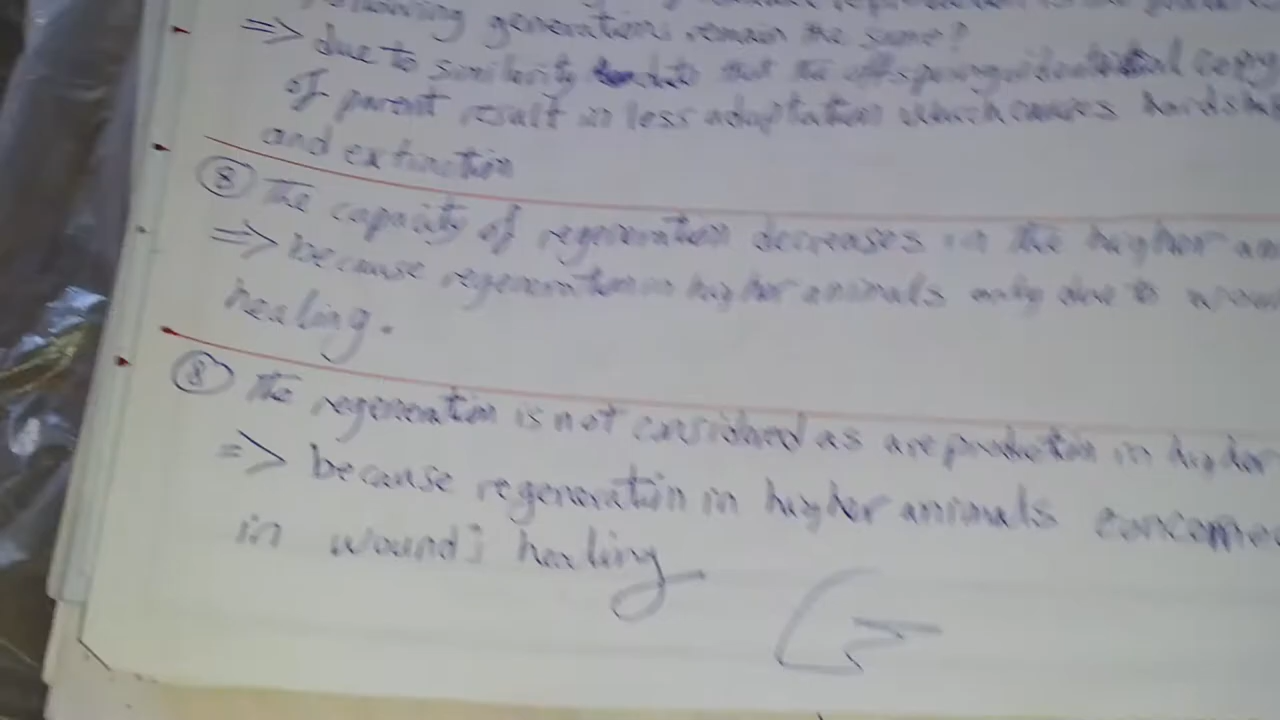 following generations remain the same?
=> due to similarity that the offspring identical copy
of parent result in less adaptation which causes
and extinction
⑧ The capacity of regeneration decreases in the higher
=> because regeneration in higher animals only due to
healing.
⑧ The regeneration is not considered as a reproduction in higher
=> because regeneration in higher animals
in wound healing